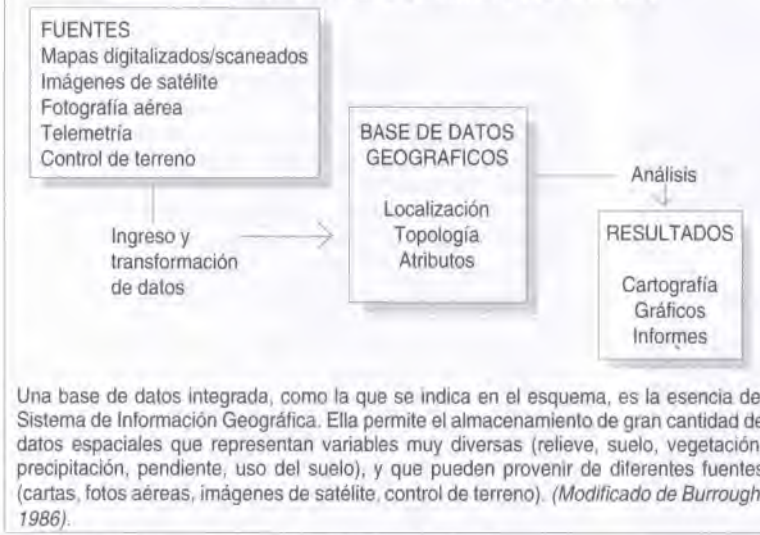 FUENTES
Mapas digitalizados/scaneados
Imágenes de satélite
Fotografía aérea
Telemetría
Control de terreno
Ingreso y
transformación
de datos
BASE DE DATOS
GEOGRAFICOS
Localización
Topología
Atributos
Análisis
RESULTADOS
Cartografía
Gráficos
Informes
Una base de datos integrada, como la que se indica en el esquema, es la esencia de
Sistema de Información Geográfica. Ella permite el almacenamiento de gran cantidad de
datos espaciales que representan variables muy diversas (relieve, suelo, vegetación
precipitación, pendiente, uso del suelo), y que pueden provenir de diferentes fuentes
(cartas, fotos aéreas, imágenes de satélite, control de terreno). (Modificado de Burrough
1986).